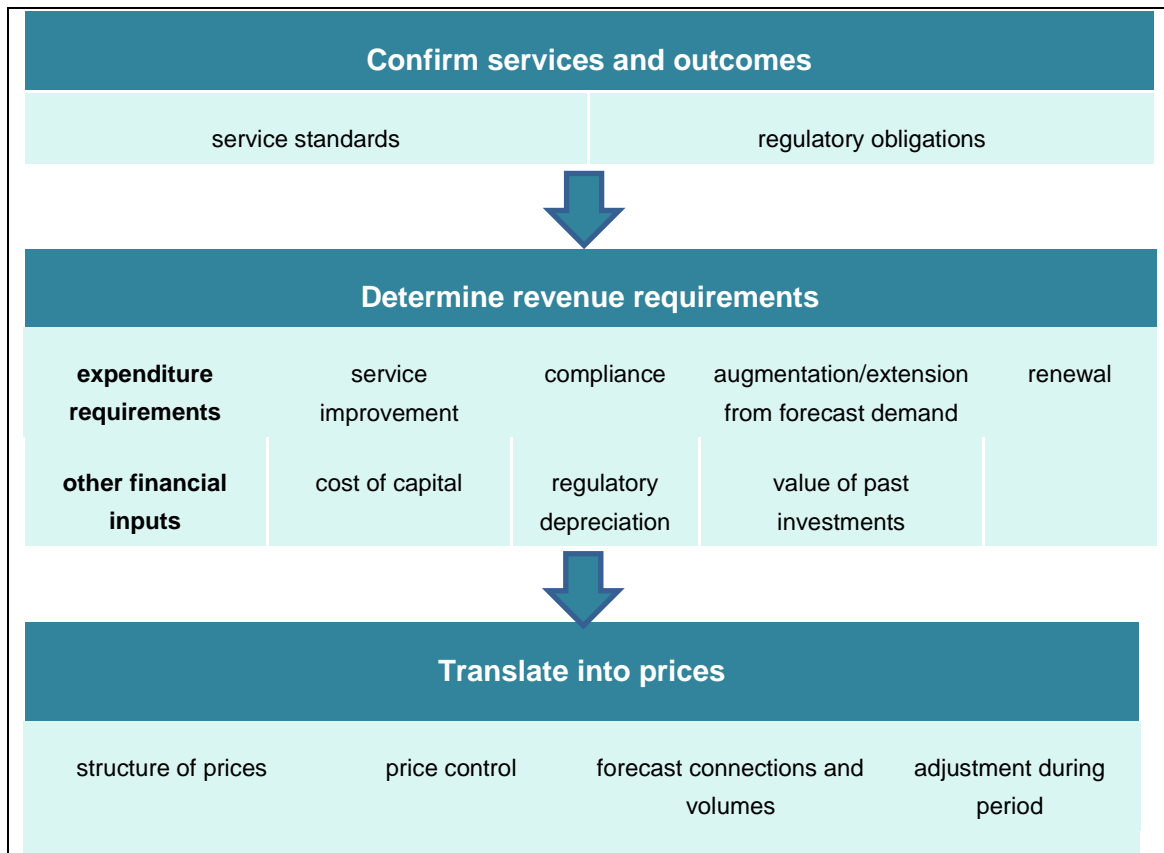 Confirm services and outcomes
service standards
regulatory obligations
Determine revenue requirements
expenditure
requirements
service
improvement
compliance
augmentation/extension
from forecast demand
renewal
other financial
inputs
cost of capital
regulatory
depreciation
value of past
investments
Translate into prices
structure of prices
price control
forecast connections and
volumes
adjustment during
period